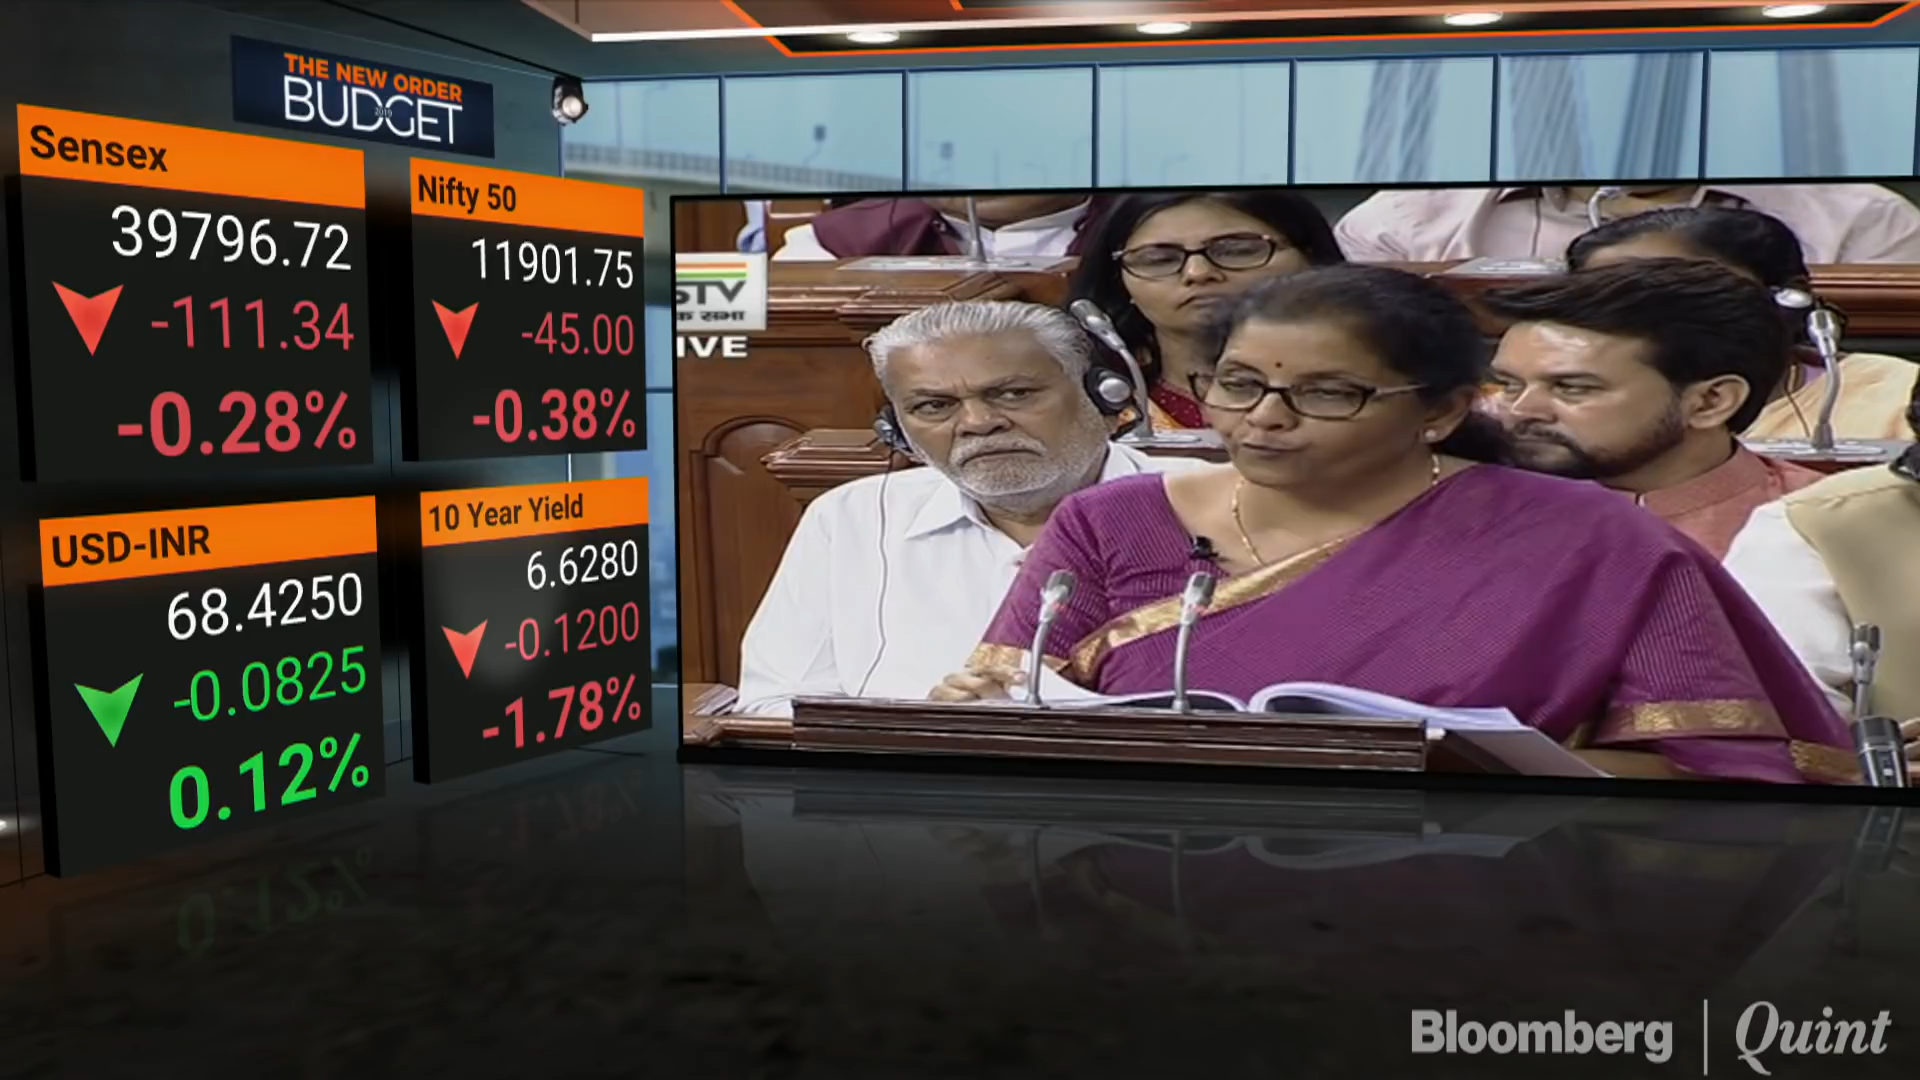 THE NEW ORDER
BUDGET
2019
Sensex
39796.72
-111.34
-0.28%
Nifty 50
11901.75
-45.00
-0.38%
USD-INR
68.4250
-0.0825
0.12%
10 Year Yield
6.6280
-0.1200
-1.78%
STV
क सभा
IVE
Bloomberg | Quint